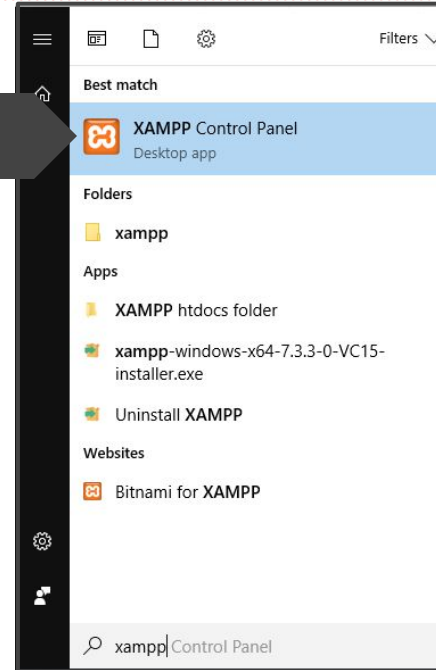 Filters
Best match
XAMPP Control Panel
Desktop app
Folders
xampp
Apps
XAMPP htdocs folder
xampp-windows-x64-7.3.3-0-VC15-
installer.exe
Uninstall XAMPP
Websites
Bitnami for XAMPP
xampp Control Panel